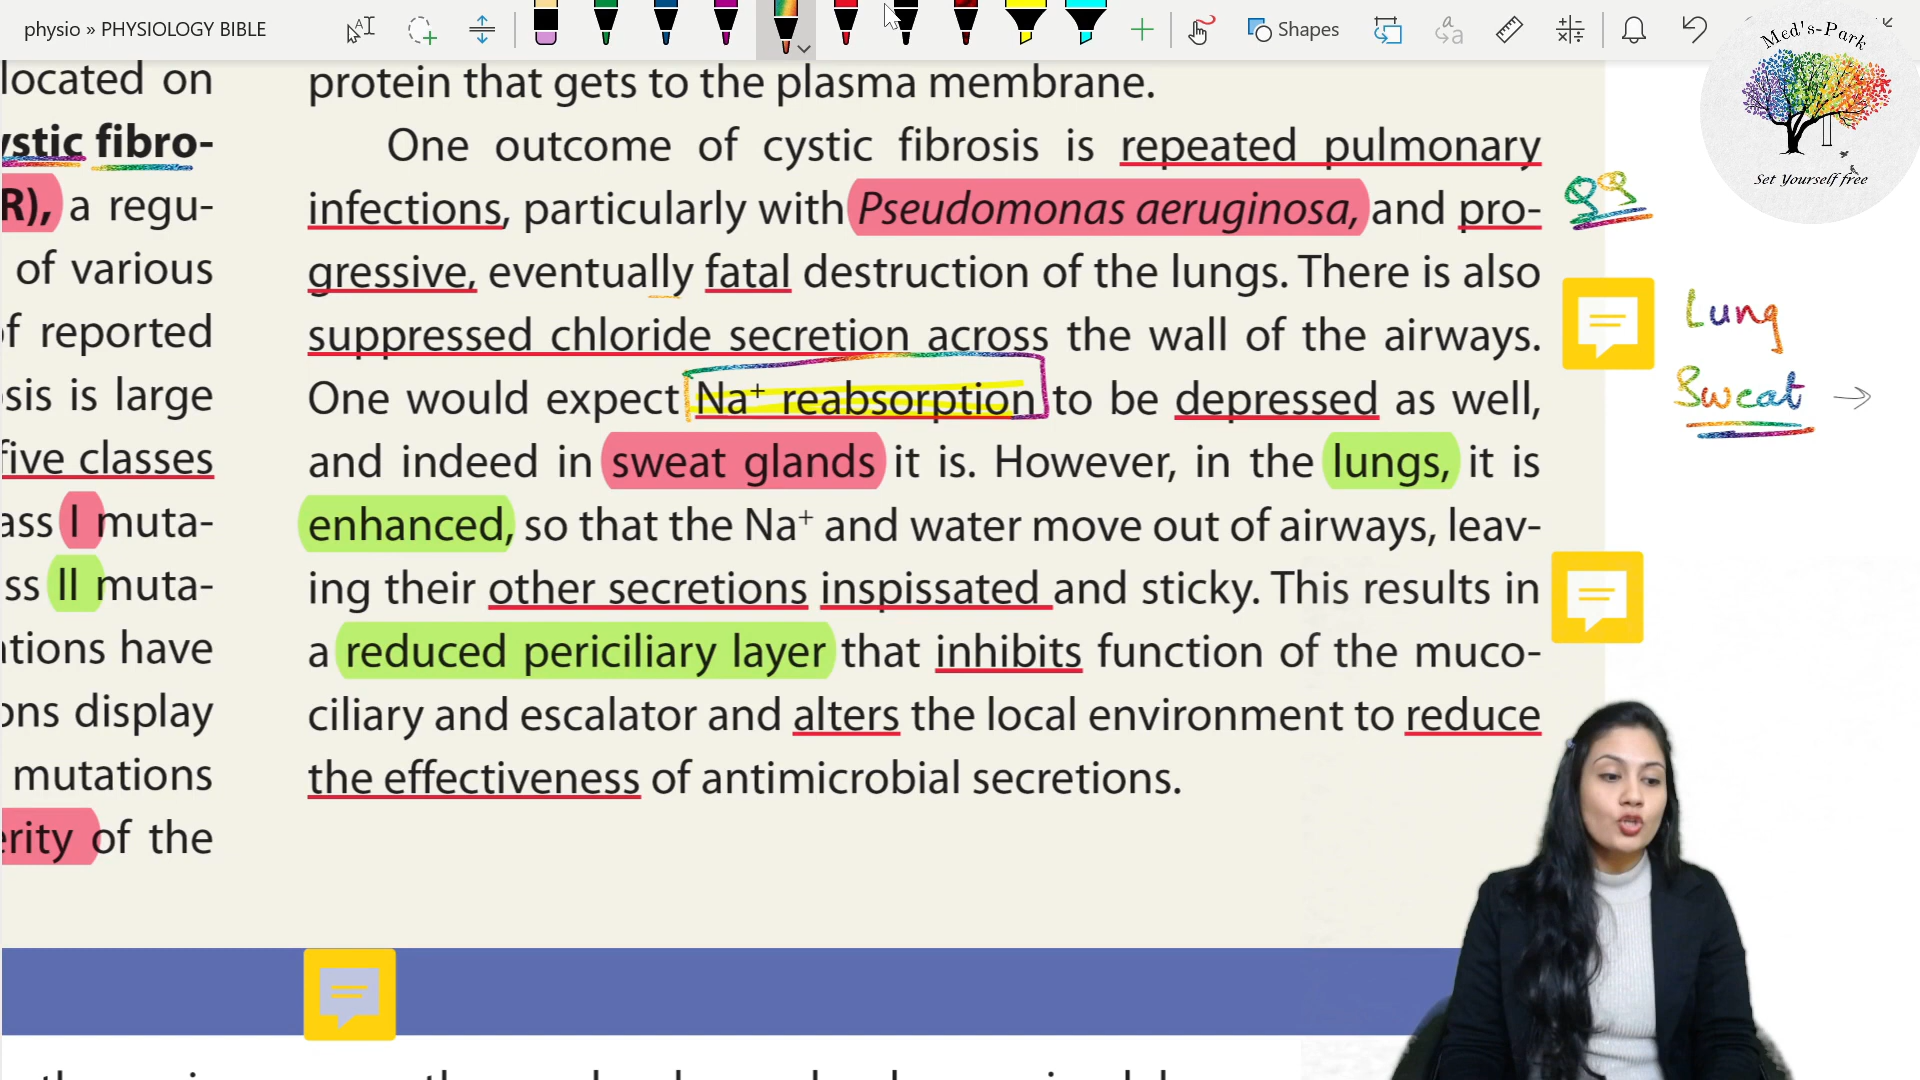 physio » PHYSIOLOGY BIBLE
Shapes
Med's-Park
Set Yourself free
located on
ystic fibro-
R), a regu-
of various
of reported
sis is large
five classes
ass I muta-
ss II muta-
ations have
ons display
mutations
erity of the
protein that gets to the plasma membrane.
One outcome of cystic fibrosis is repeated pulmonary
infections, particularly with Pseudomonas aeruginosa, and pro-
gressive, eventually fatal destruction of the lungs. There is also
suppressed chloride secretion across the wall of the airways.
One would expect Na⁺ reabsorption to be depressed as well,
and indeed in sweat glands it is. However, in the lungs, it is
enhanced, so that the Na⁺ and water move out of airways, leav-
ing their other secretions inspissated and sticky. This results in
a reduced periciliary layer that inhibits function of the muco-
ciliary and escalator and alters the local environment to reduce
the effectiveness of antimicrobial secretions.
Lung
Sweat →